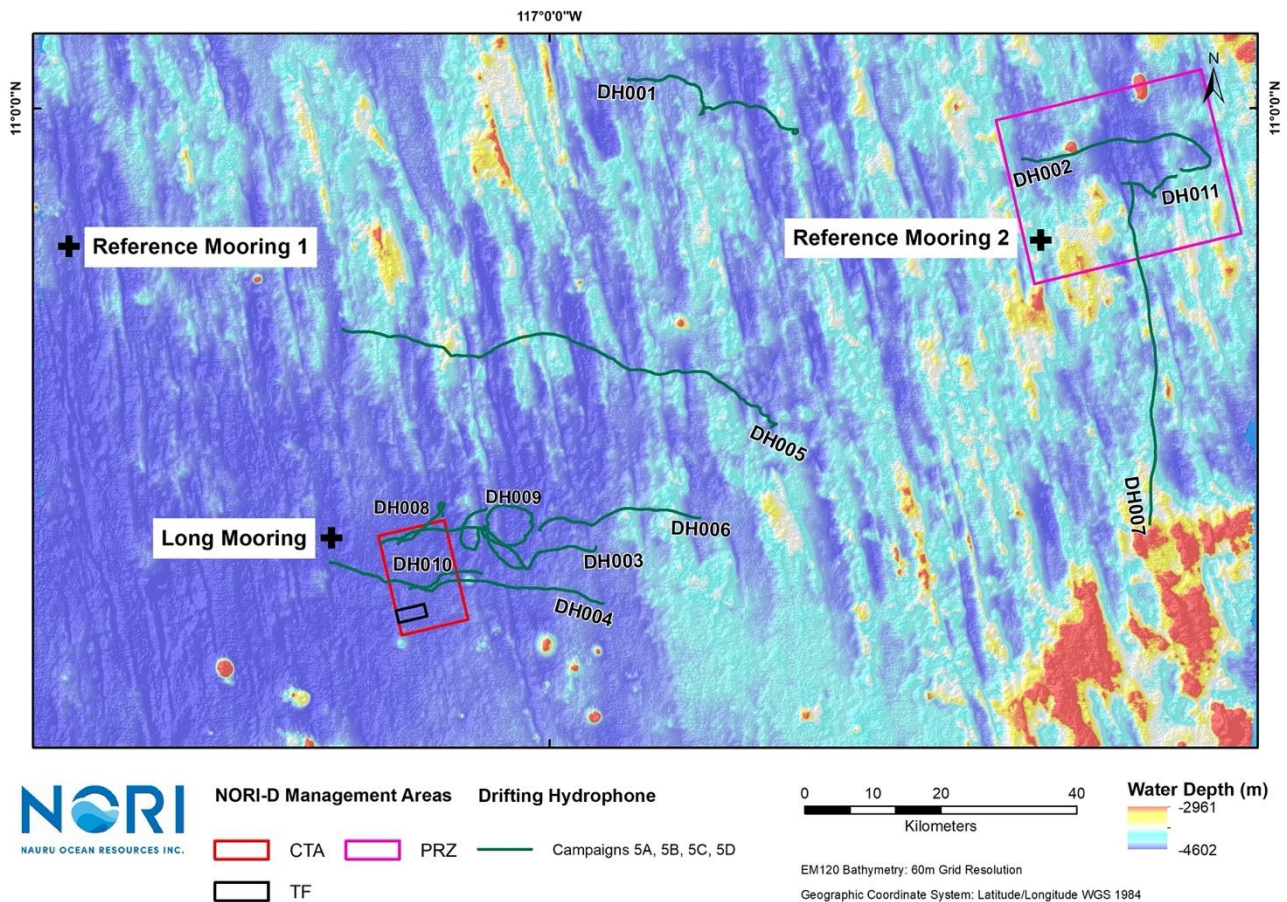 117°0'0"W
11°0'0"N
11°0'0"N
N
DH001
DH002
DH011
Reference Mooring 1
Reference Mooring 2
DH005
DH007
DH008
DH009
DH006
Long Mooring
DH010
DH003
DH004
NORI
NAURU OCEAN RESOURCES INC.
NORI-D Management Areas
CTA
PRZ
TF
Drifting Hydrophone
Campaigns 5A, 5B, 5C, 5D
0 10 20 40
Kilometers
EM120 Bathymetry: 60m Grid Resolution
Geographic Coordinate System: Latitude/Longitude WGS 1984
Water Depth (m)
-2961
-4602